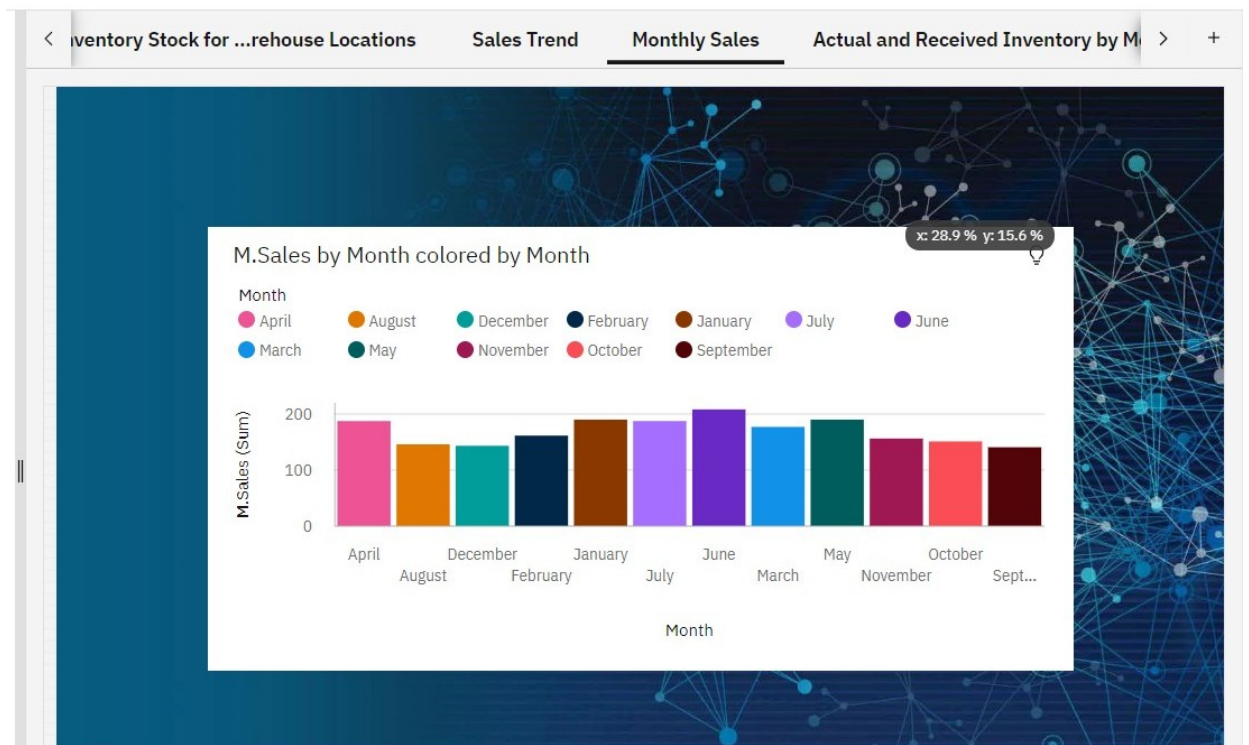 ventory Stock for ...rehouse Locations Sales Trend Monthly Sales Actual and Received Inventory by M
x: 28.9 % y: 15.6 %
M.Sales by Month colored by Month
Month
April August December February January July June
March May November October September
M.Sales (Sum)
200
100
0
April December January June May October
August February July March November Sept...
Month